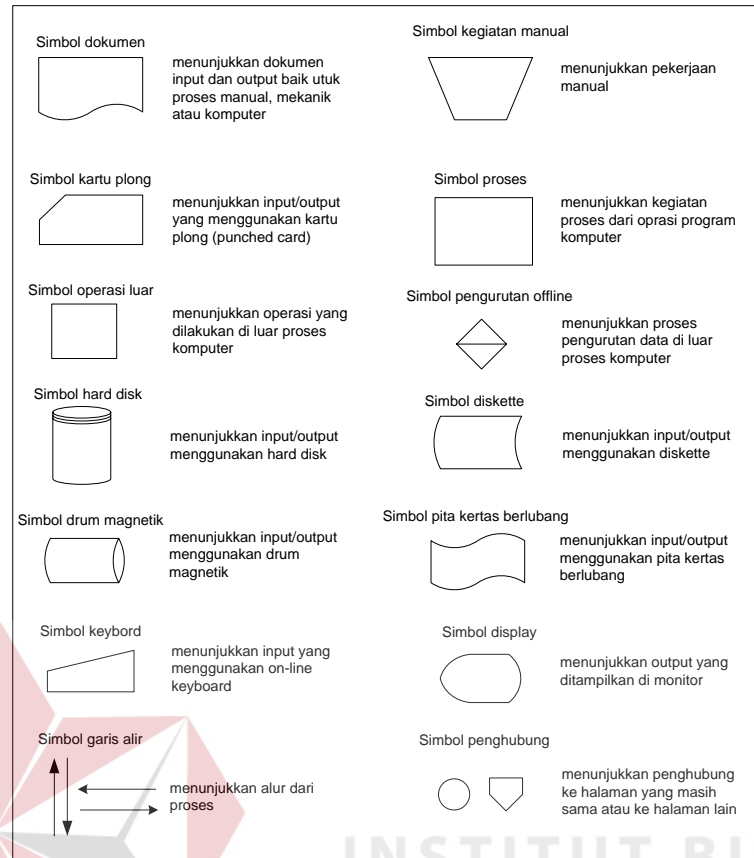 Simbol dokumen
menunjukkan dokumen
input dan output baik utuk
proses manual, mekanik
atau komputer
Simbol kegiatan manual
menunjukkan pekerjaan
manual
Simbol kartu plong
menunjukkan input/output
yang menggunakan kartu
plong (punched card)
Simbol proses
menunjukkan kegiatan
proses dari oprasi program
komputer
Simbol operasi luar
menunjukkan operasi yang
dilakukan di luar proses
komputer
Simbol pengurutan offline
menunjukkan proses
pengurutan data di luar
proses komputer
Simbol hard disk
menunjukkan input/output
menggunakan hard disk
Simbol diskette
menunjukkan input/output
menggunakan diskette
Simbol drum magnetik
menunjukkan input/output
menggunakan drum
magnetik
Simbol pita kertas berlubang
menunjukkan input/output
menggunakan pita kertas
berlubang
Simbol keybord
menunjukkan input yang
menggunakan on-line
keyboard
Simbol display
menunjukkan output yang
ditampilkan di monitor
Simbol garis alir
menunjukkan alur dari
proses
Simbol penghubung
menunjukkan penghubung
ke halaman yang masih
sama atau ke halaman lain
INSTITUT BI